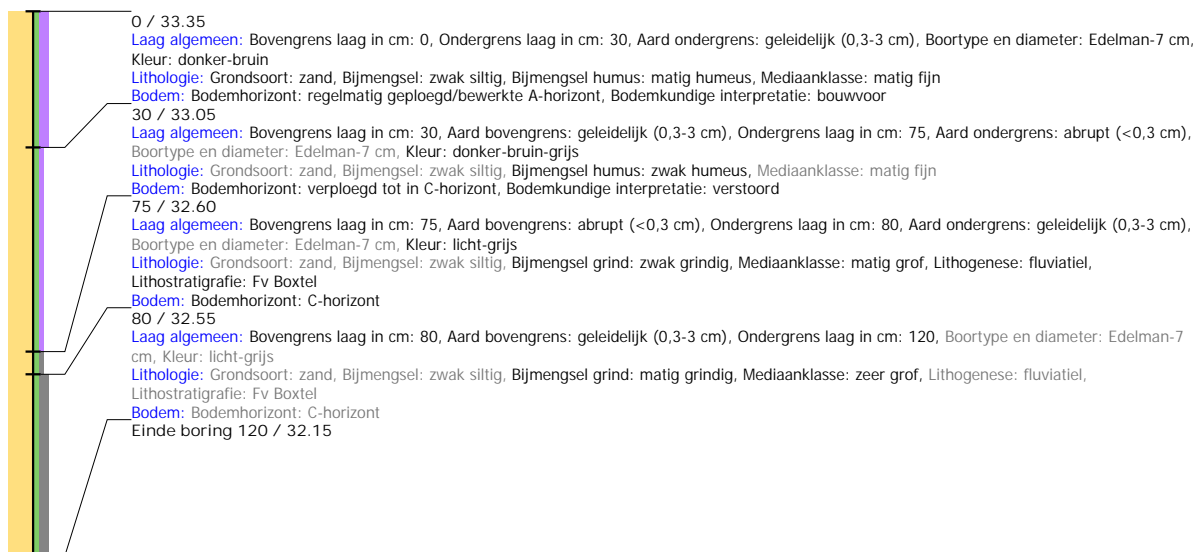 0 / 33.35
Laag algemeen: Bovengrens laag in cm: 0, Ondergrens laag in cm: 30, Aard ondergrens: geleidelijk (0,3-3 cm), Boortype en diameter: Edelman-7 cm,
Kleur: donker-bruin
Lithologie: Grondsoort: zand, Bijmengsel: zwak siltig, Bijmengsel humus: matig humeus, Mediaanklasse: matig fijn
Bodem: Bodemhorizont: regelmatig geploegd/bewerkte A-horizont, Bodemkundige interpretatie: bouwvoor
30 / 33.05
Laag algemeen: Bovengrens laag in cm: 30, Aard bovengrens: geleidelijk (0,3-3 cm), Ondergrens laag in cm: 75, Aard ondergrens: abrupt (<0,3 cm),
Boortype en diameter: Edelman-7 cm, Kleur: donker-bruin-grijs
Lithologie: Grondsoort: zand, Bijmengsel: zwak siltig, Bijmengsel humus: zwak humeus, Mediaanklasse: matig fijn
Bodem: Bodemhorizont: verploegd tot in C-horizont, Bodemkundige interpretatie: verstoord
75 / 32.60
Laag algemeen: Bovengrens laag in cm: 75, Aard bovengrens: abrupt (<0,3 cm), Ondergrens laag in cm: 80, Aard ondergrens: geleidelijk (0,3-3 cm),
Boortype en diameter: Edelman-7 cm, Kleur: licht-grijs
Lithologie: Grondsoort: zand, Bijmengsel: zwak siltig, Bijmengsel grind: zwak grindig, Mediaanklasse: matig grof, Lithogenese: fluviatiel,
Lithostratigrafie: Fv Boxtel
Bodem: Bodemhorizont: C-horizont
80 / 32.55
Laag algemeen: Bovengrens laag in cm: 80, Aard bovengrens: geleidelijk (0,3-3 cm), Ondergrens laag in cm: 120, Boortype en diameter: Edelman-7
cm, Kleur: licht-grijs
Lithologie: Grondsoort: zand, Bijmengsel: zwak siltig, Bijmengsel grind: matig grindig, Mediaanklasse: zeer grof, Lithogenese: fluviatiel,
Lithostratigrafie: Fv Boxtel
Bodem: Bodemhorizont: C-horizont
Einde boring 120 / 32.15